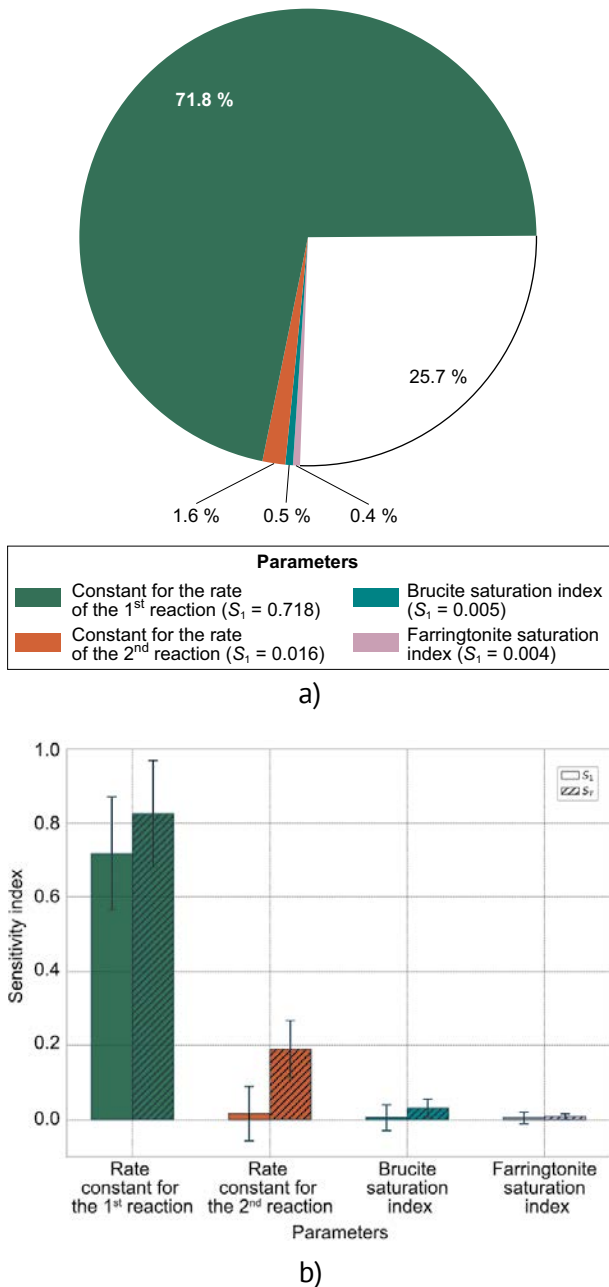 71.8 %
25.7 %
1.6 %
0.5 %
0.4 %
Parameters
Constant for the rate
of the 1st reaction (S1 = 0.718)
Constant for the rate
of the 2nd reaction (S1 = 0.016)
Brucite saturation index
(S1 = 0.005)
Farringtonite saturation
index (S1 = 0.004)
a)
1.0
0.8
0.6
0.4
0.2
0.0
Sensitivity index
S1
ST
Rate
constant for
the 1st reaction
Rate
constant for
the 2nd reaction
Brucite
saturation
index
Farringtonite
saturation
index
Parameters
b)